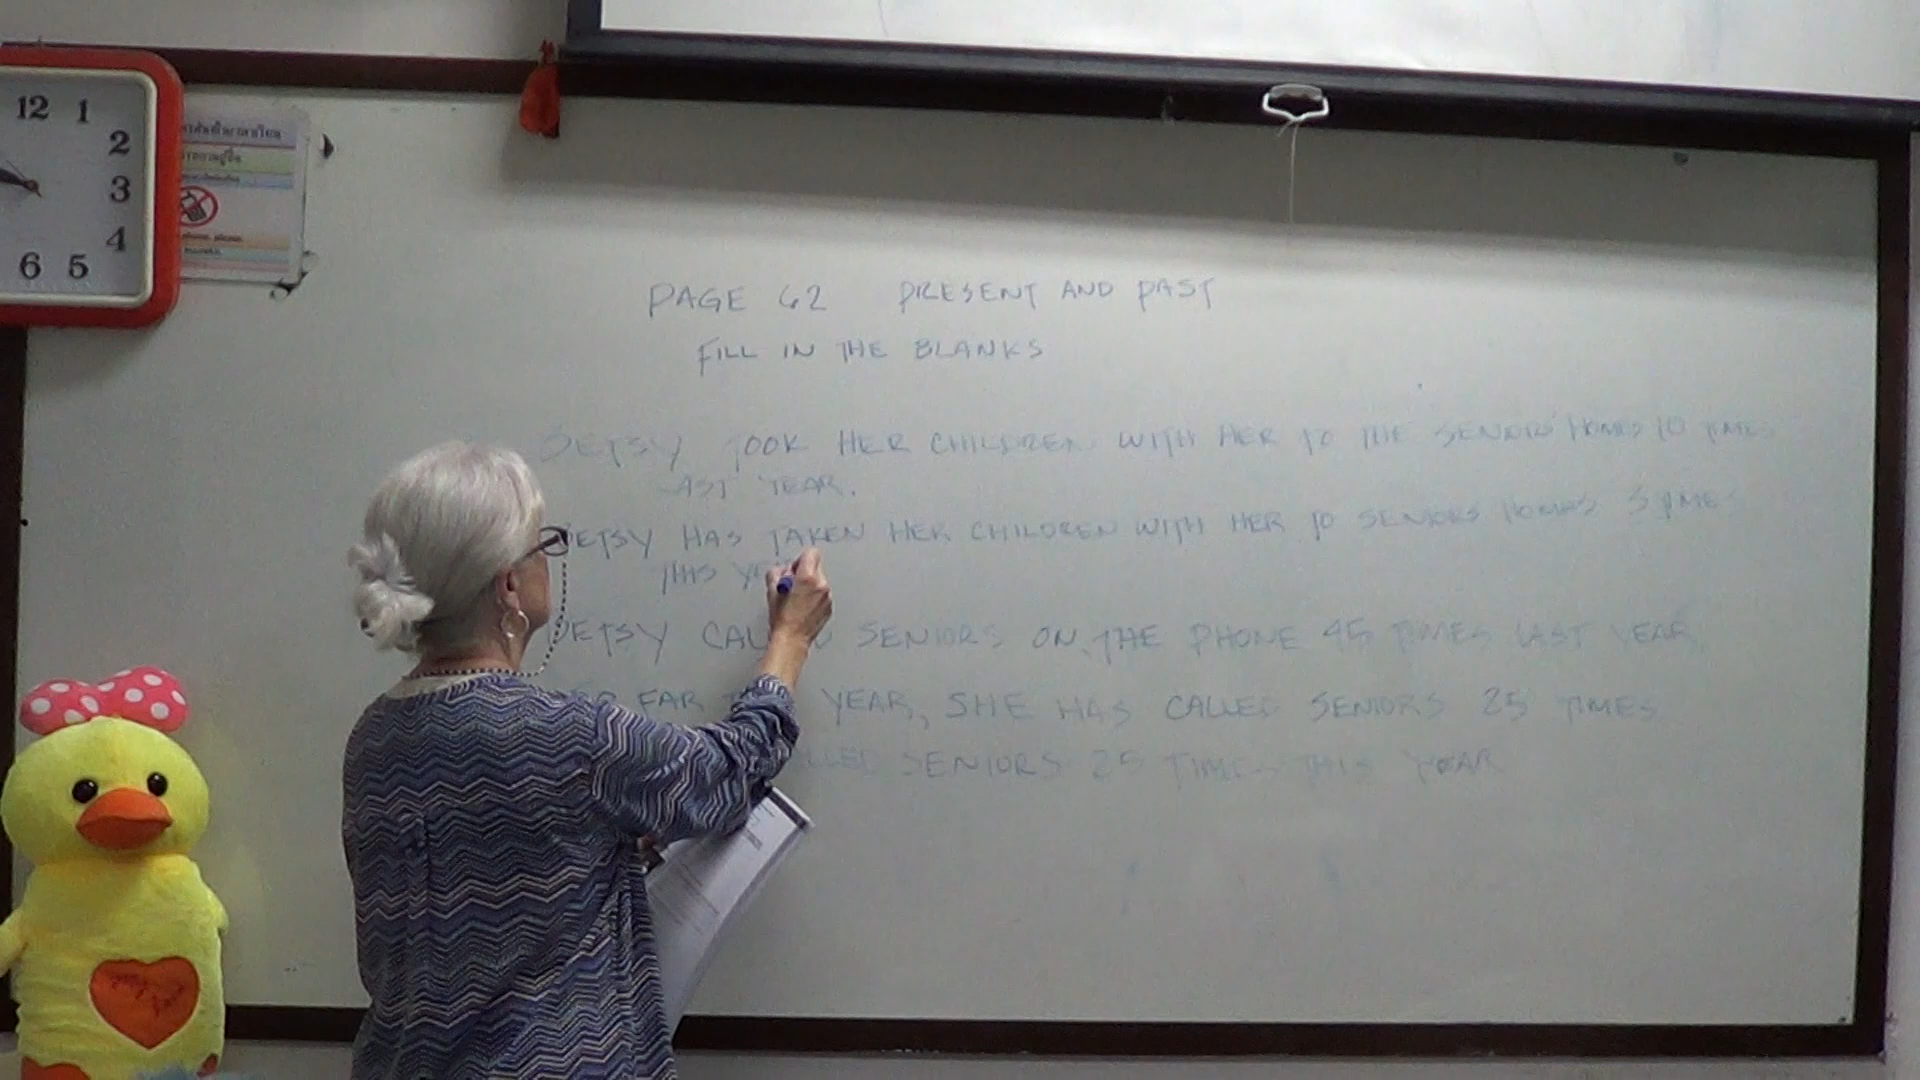 12 1
2
3
4
5
6
PAGE 62 PRESENT AND PAST
FILL IN THE BLANKS
BETSY TOOK HER CHILDREN WITH HER TO THE SENIORS' HOMES 10 TIMES
LAST YEAR.
BETSY HAS TAKEN HER CHILDREN WITH HER TO SENIORS HOMES 5 TIMES
THIS
BETSY SENIORS ON THE PHONE 45 TIMES LAST YEAR
FAR YEAR, SHE HAS CALLED SENIORS 25 TIMES
SENIORS 25 TIMES THIS YEAR